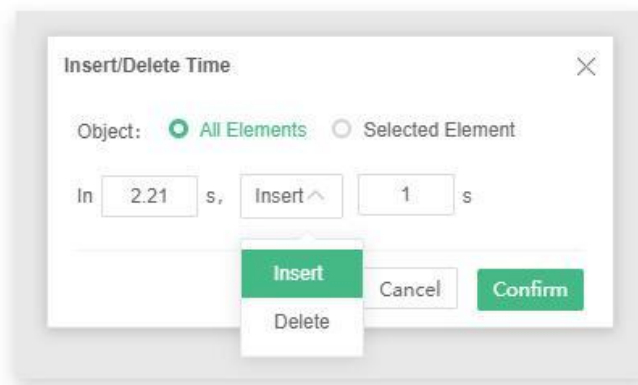 Insert/Delete Time
Object: All Elements Selected Element
In 2.21 s, Insert 1 s
Insert
Cancel Confirm
Delete